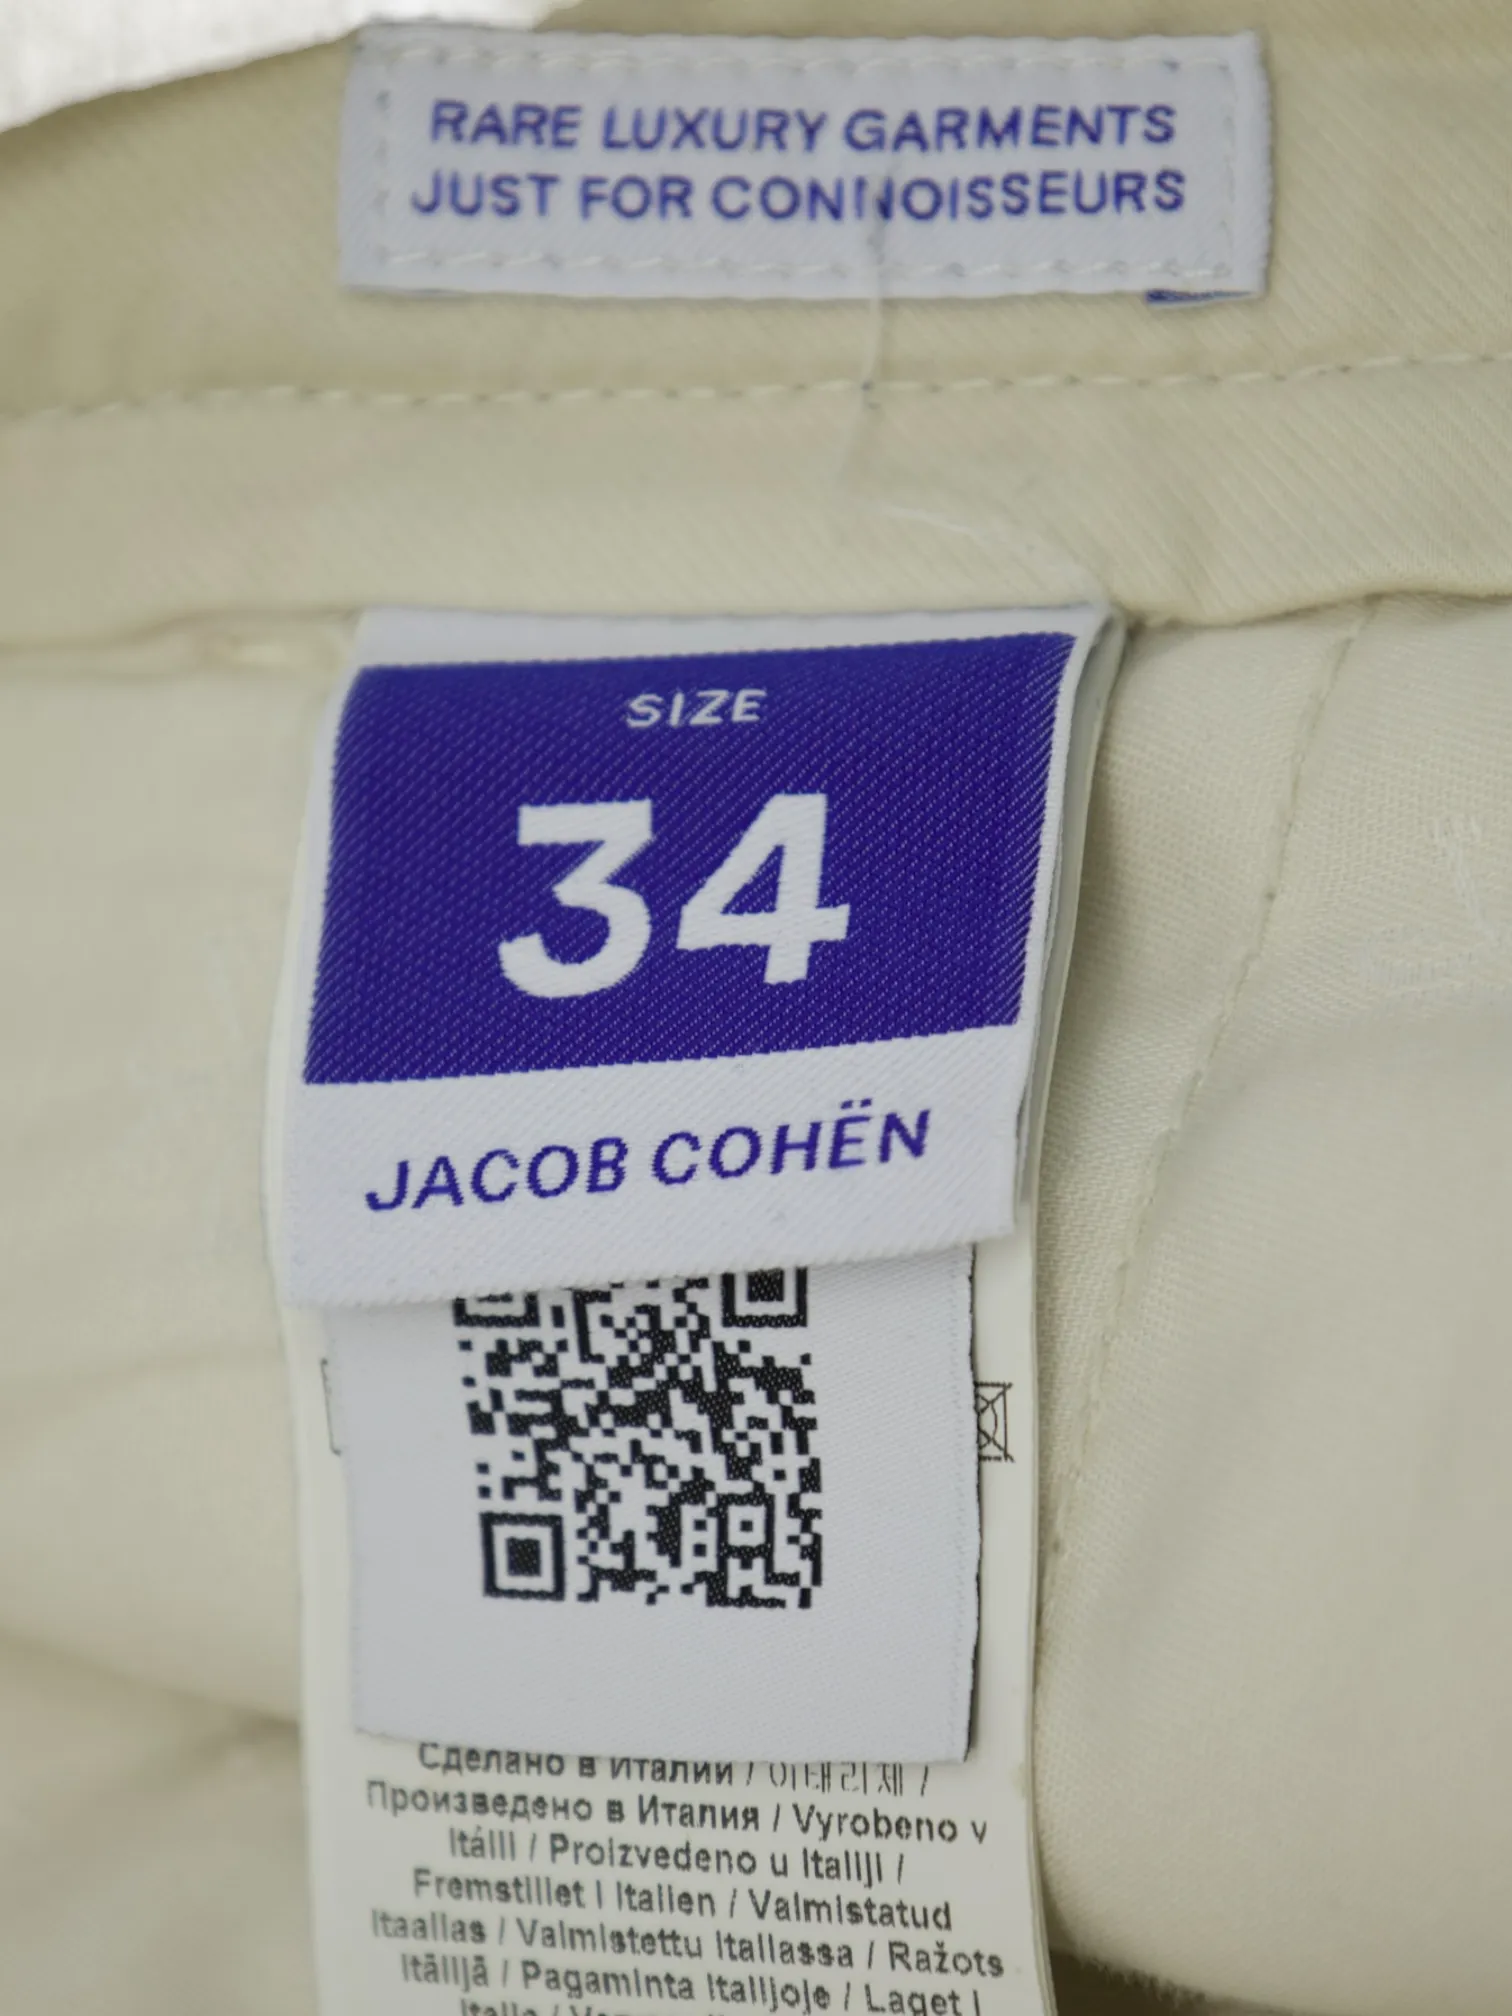 RARE LUXURY GARMENTS
JUST FOR CONNOISSEURS
SIZE
34
JACOB COHËN
Сделано в Италии / 이태리제 /
Произведено в Италия / Vyrobeno v
Itálii / Proizvedeno u Italiji /
Fremstillet i Italien / Valmistatud
Itaalias / Valmistettu Italiassa / Ražots
Itālijā / Pagaminta Italijoje / Laget i
Italia /